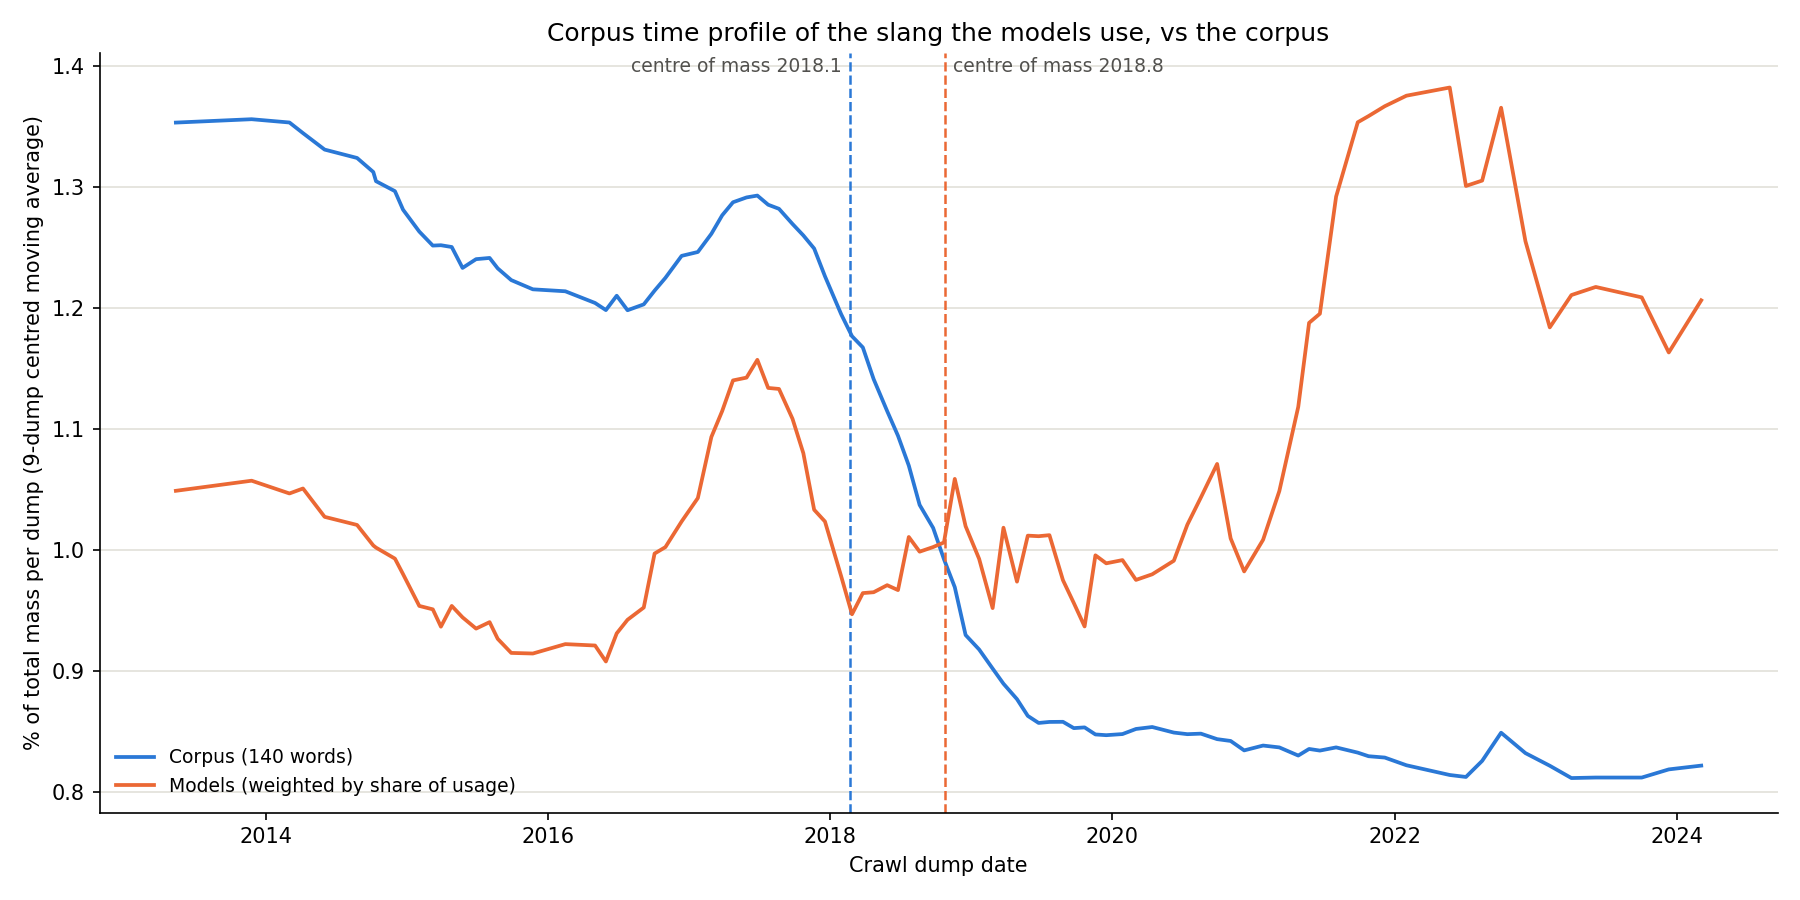 Corpus time profile of the slang the models use, vs the corpus
centre of mass 2018.1
centre of mass 2018.8
% of total mass per dump (9-dump centred moving average)
1.4
1.3
1.2
1.1
1.0
0.9
0.8
Corpus (140 words)
Models (weighted by share of usage)
2014
2016
2018
2020
2022
2024
Crawl dump date